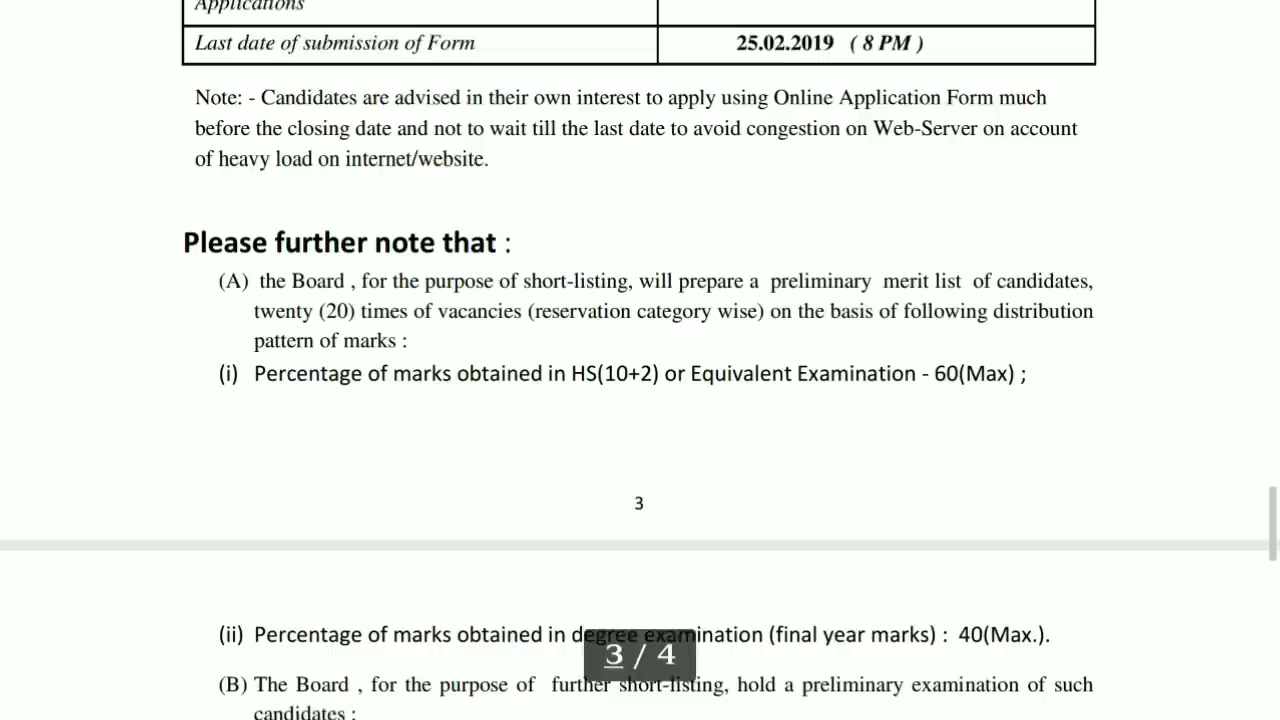 Applications
Last date of submission of Form 25.02.2019 ( 8 PM )
Note: - Candidates are advised in their own interest to apply using Online Application Form much
before the closing date and not to wait till the last date to avoid congestion on Web-Server on account
of heavy load on internet/website.
Please further note that :
(A) the Board , for the purpose of short-listing, will prepare a preliminary merit list of candidates,
twenty (20) times of vacancies (reservation category wise) on the basis of following distribution
pattern of marks :
(i) Percentage of marks obtained in HS(10+2) or Equivalent Examination - 60(Max) ;
3
(ii) Percentage of marks obtained in degree examination (final year marks) : 40(Max.).
3 / 4
(B) The Board , for the purpose of further short-listing, hold a preliminary examination of such
candidates :